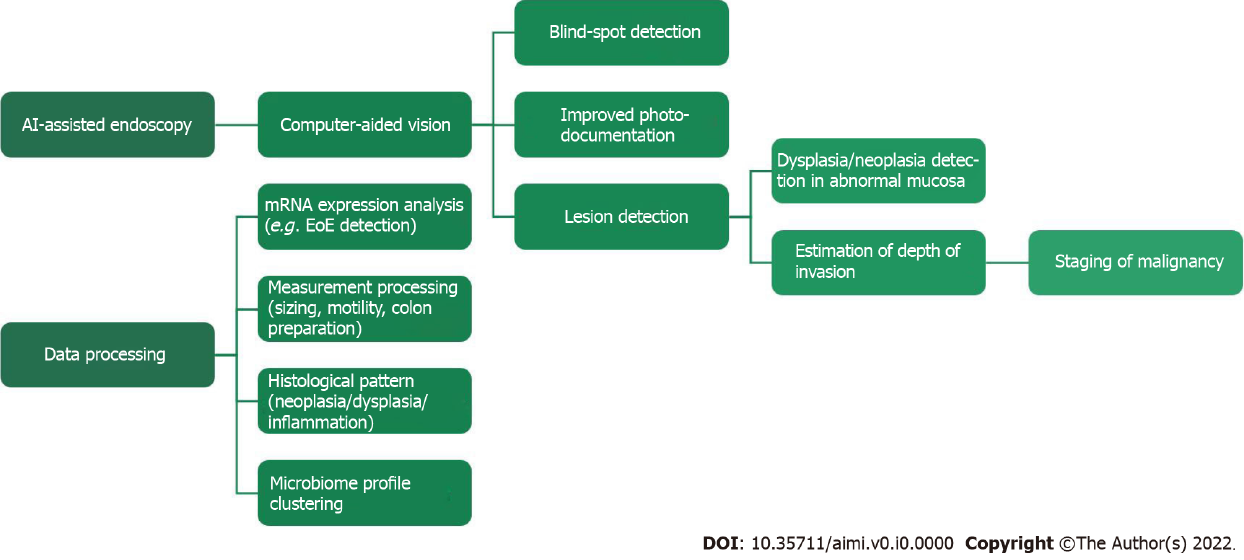 AI-assisted endoscopy
Computer-aided vision
Blind-spot detection
Improved photo-
documentation
Lesion detection
Dysplasia/neoplasia detec-
tion in abnormal mucosa
Estimation of depth of
invasion
Staging of malignancy
Data processing
mRNA expression analysis
(e.g. EoE detection)
Measurement processing
(sizing, motility, colon
preparation)
Histological pattern
(neoplasia/dysplasia/
inflammation)
Microbiome profile
clustering
DOI: 10.35711/aimi.v0.i0.0000 Copyright ©The Author(s) 2022.